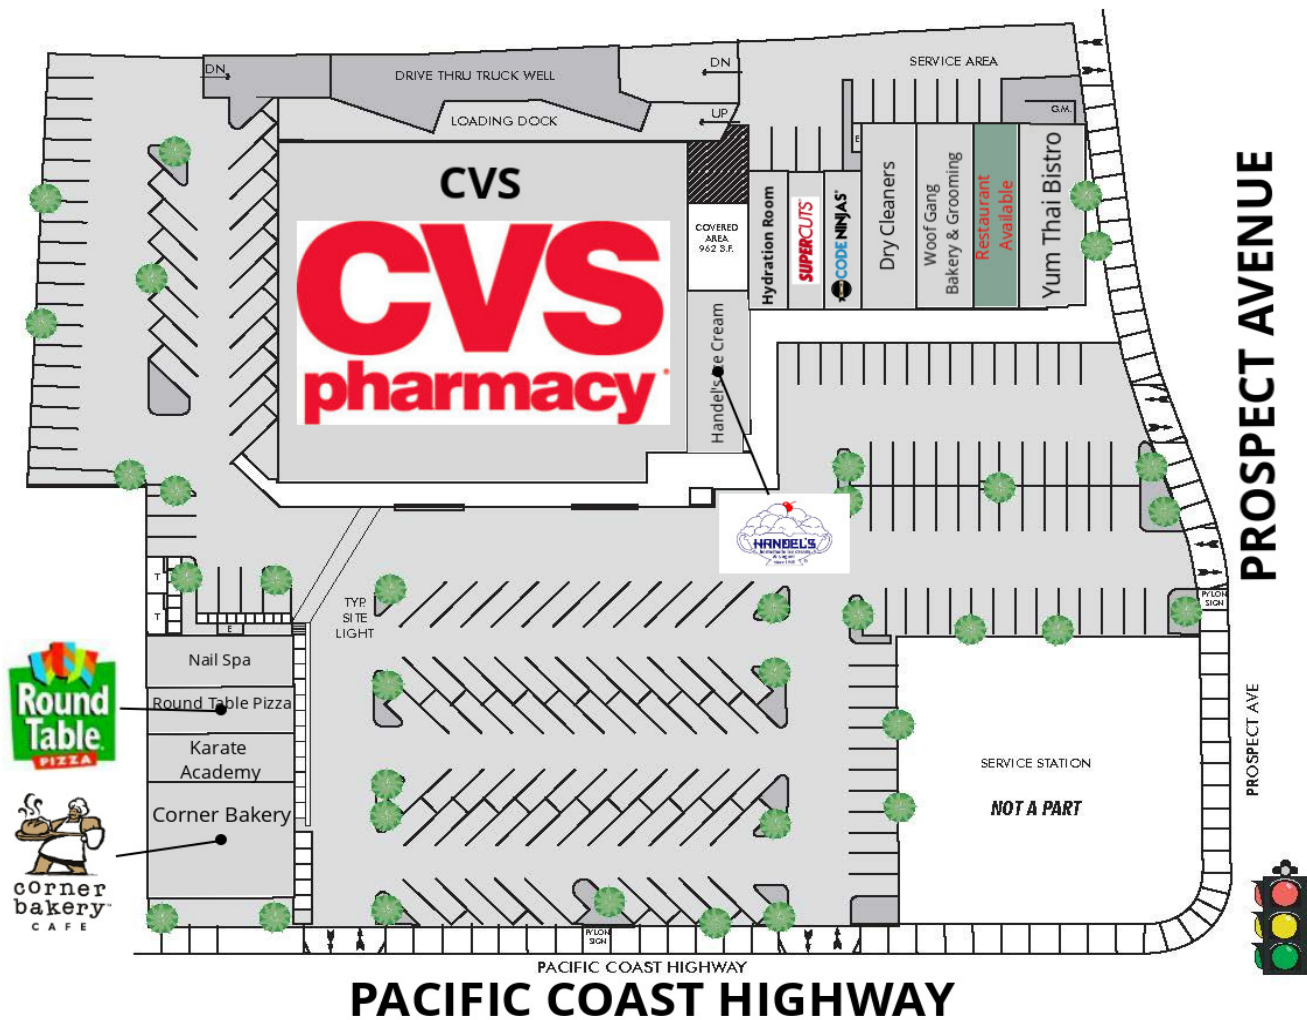 DN
DRIVE THRU TRUCK WELL
DN
SERVICE AREA
LOADING DOCK
UP
G.M.
E
CVS
CVS
pharmacy
COVERED
AREA
962 S.F.
Hydration Room
SUPERCUTS
CODE NINJAS
Dry Cleaners
Woof Gang
Bakery & Grooming
Restaurant
Available
Yum Thai Bistro
PROSPECT AVENUE
Handel's Ice Cream
HANDEL'S
T
T
TYP.
SITE
LIGHT
PYLON
SIGN
E
Nail Spa
Round Table Pizza
Round
Table
PIZZA
Karate
Academy
Corner Bakery
corner
bakery
CAFE
SERVICE STATION
NOT A PART
PROSPECT AVE
PYLON
SIGN
PACIFIC COAST HIGHWAY
PACIFIC COAST HIGHWAY